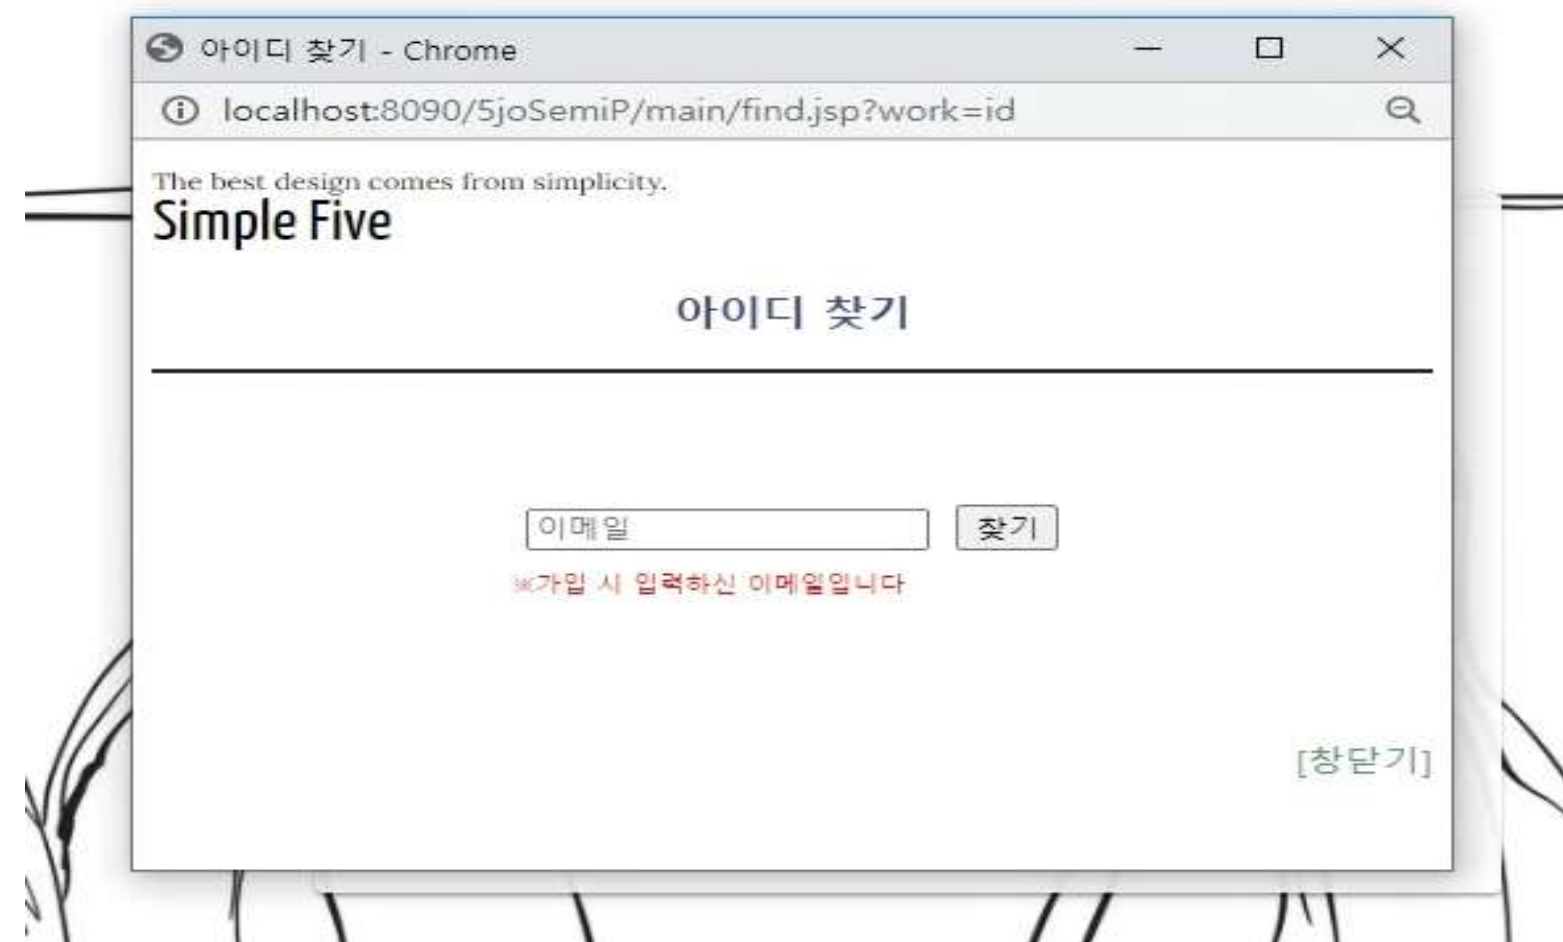 아이디 찾기 - Chrome
localhost:8090/5joSemiP/main/find.jsp?work=id
The best design comes from simplicity.
Simple Five
아이디 찾기
이메일 찾기
※가입 시 입력하신 이메일입니다
[창닫기]